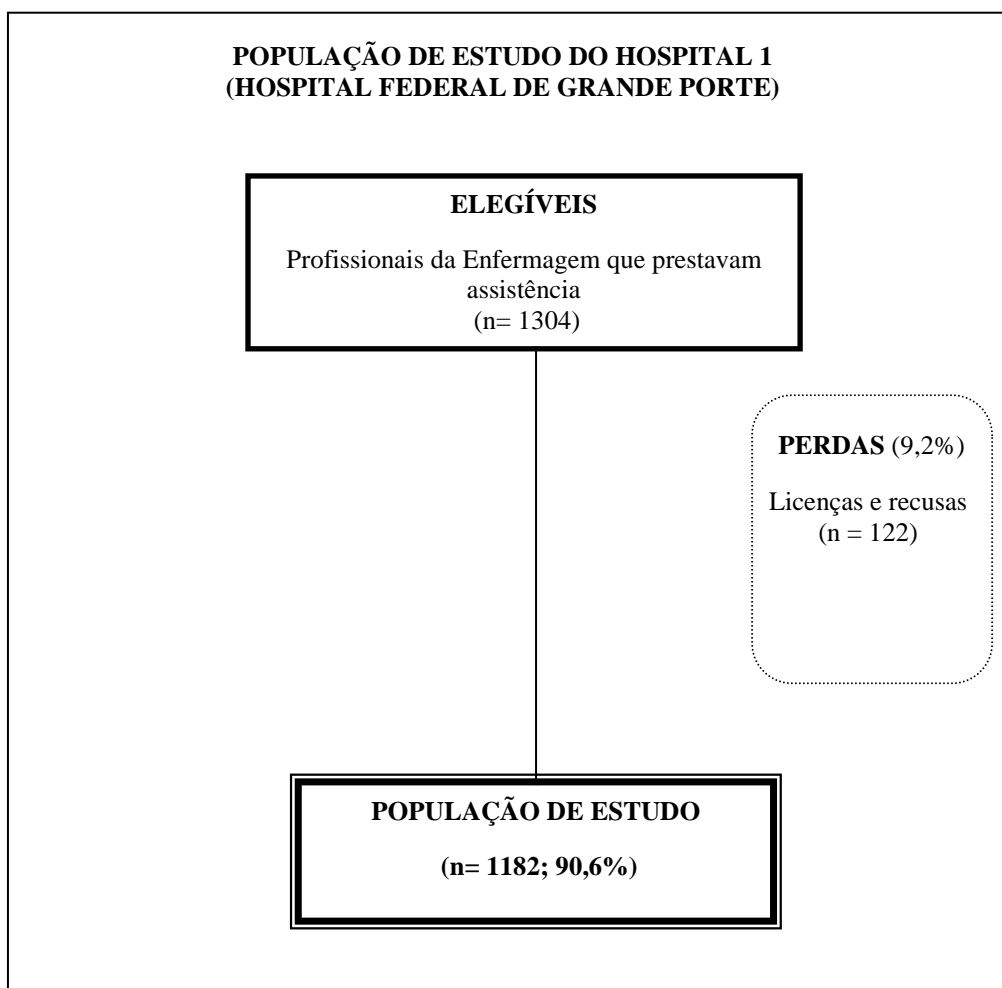 POPULAÇÃO DE ESTUDO DO HOSPITAL 1
(HOSPITAL FEDERAL DE GRANDE PORTE)
ELEGÍVEIS
Profissionais da Enfermagem que prestavam
assistência
(n= 1304)
PERDAS (9,2%)
Licenças e recusas
(n = 122)
POPULAÇÃO DE ESTUDO
(n= 1182; 90,6%)